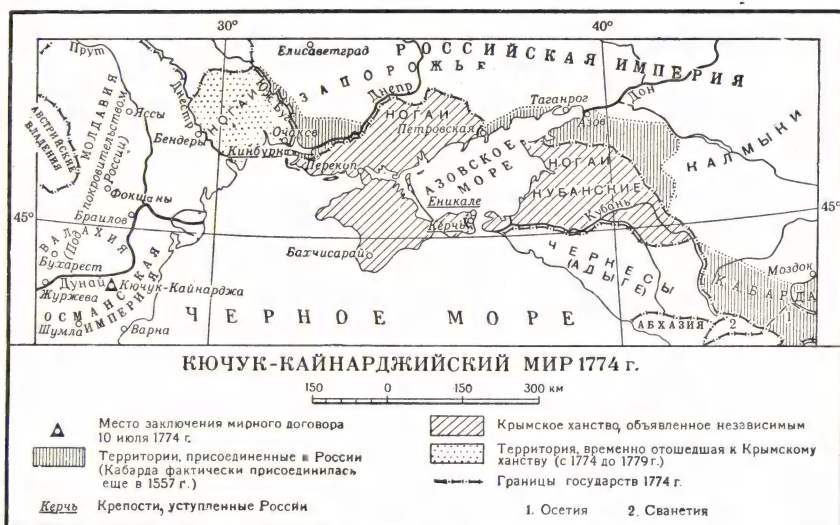 30°
40°
Прут
Елисаветград
РОССИЙСКАЯ ИМПЕРИЯ
ЗАПОРОЖЬЕ
Днепр
Днестр
НОГАИ
НОГАИ
Таганрог
Дон
Азов
Петровская
МОЛДАВИЯ
Яссы
АВСТРИЙСКИЕ
ВЛАДЕНИЯ
(Под покровительством России)
Бендеры
Очаков
Кинбурн
Перекоп
АЗОВСКОЕ
МОРЕ
НОГАИ
КУБАНСКИЕ
Кубань
КАЛМЫКИ
Фокшаны
45°
45°
Браилов
ВАЛАХИЯ
Бухарест
Еникале
Керчь
Бахчисарай
ЧЕРКЕСЫ
(АДЫГЕ)
Моздок
КАБАРДА
Дунай
Кючук-Кайнарджа
Журжева
ОСМАНСКАЯ
ИМПЕРИЯ
Шумла
Варна
ЧЕРНОЕ МОРЕ
АБХАЗИЯ
2
1
КЮЧУК-КАЙНАРДЖИЙСКИЙ МИР 1774 г.
150 0 150 300 км
Место заключения мирного договора
10 июля 1774 г.
Территории, присоединенные к России
(Кабарда фактически присоединилась
еще в 1557 г.)
Керчь Крепости, уступленные России
Крымское ханство, объявленное независимым
Территория, временно отошедшая к Крымскому
ханству (с 1774 до 1779 г.)
Границы государств 1774 г.
1. Осетия 2. Сванетия